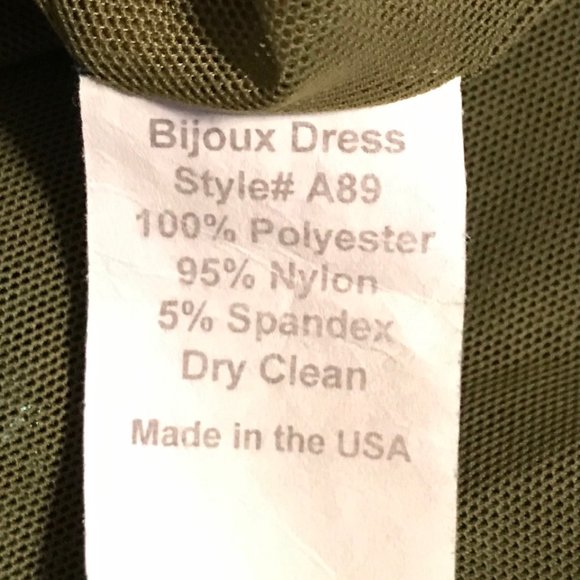 Bijoux Dress
Style# A89
100% Polyester
95% Nylon
5% Spandex
Dry Clean
Made in the USA